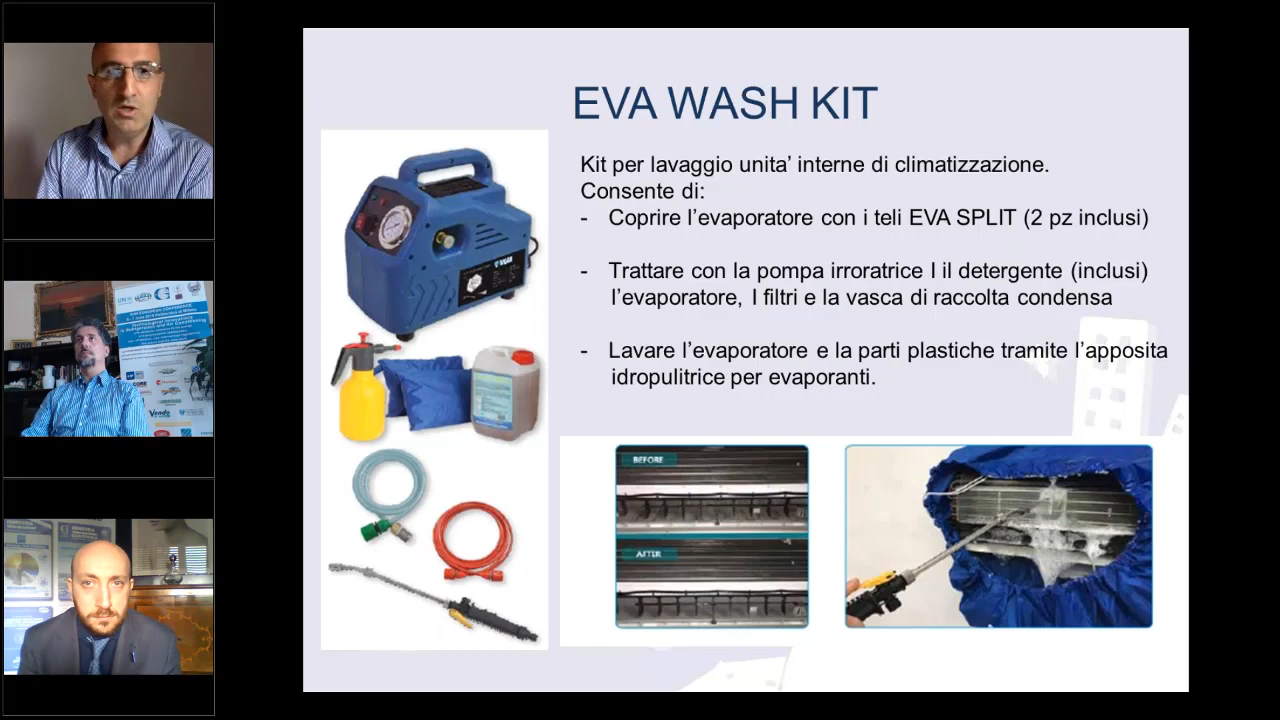 EVA WASH KIT
Kit per lavaggio unita’ interne di climatizzazione.
Consente di:
- Coprire l’evaporatore con i teli EVA SPLIT (2 pz inclusi)
- Trattare con la pompa irroratrice I il detergente (inclusi)
l’evaporatore, I filtri e la vasca di raccolta condensa
- Lavare l’evaporatore e la parti plastiche tramite l’apposita
idropulitrice per evaporanti.
BEFORE
AFTER